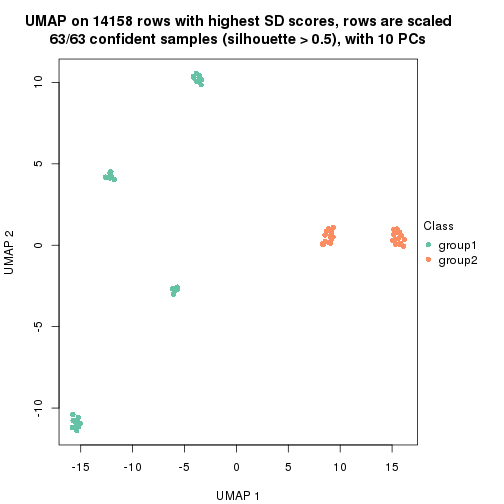 UMAP on 14158 rows with highest SD scores, rows are scaled
63/63 confident samples (silhouette > 0.5), with 10 PCs
10
5
0
-5
-10
UMAP 2
-15
-10
-5
0
5
10
15
UMAP 1
Class
group1
group2